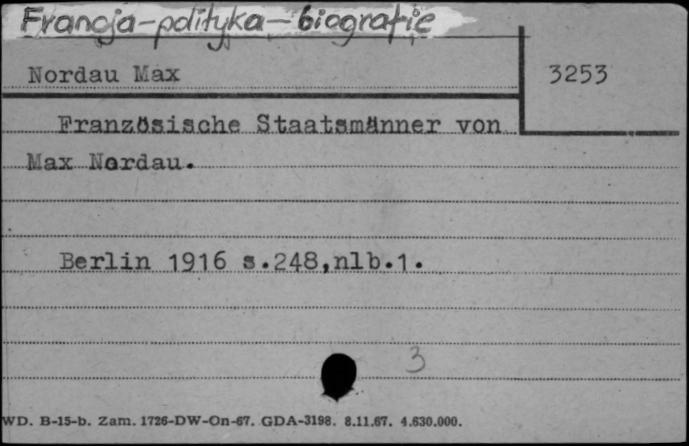 Francja-polityka-biografie
Nordau Max
3253
Französische Staatsmänner von
Max Nordau.
Berlin 1916 s.248,nlb.1.
3
WD. B-15-b. Zam. 1726-DW-On-67. GDA-3198. 8.11.67. 4.630.000.